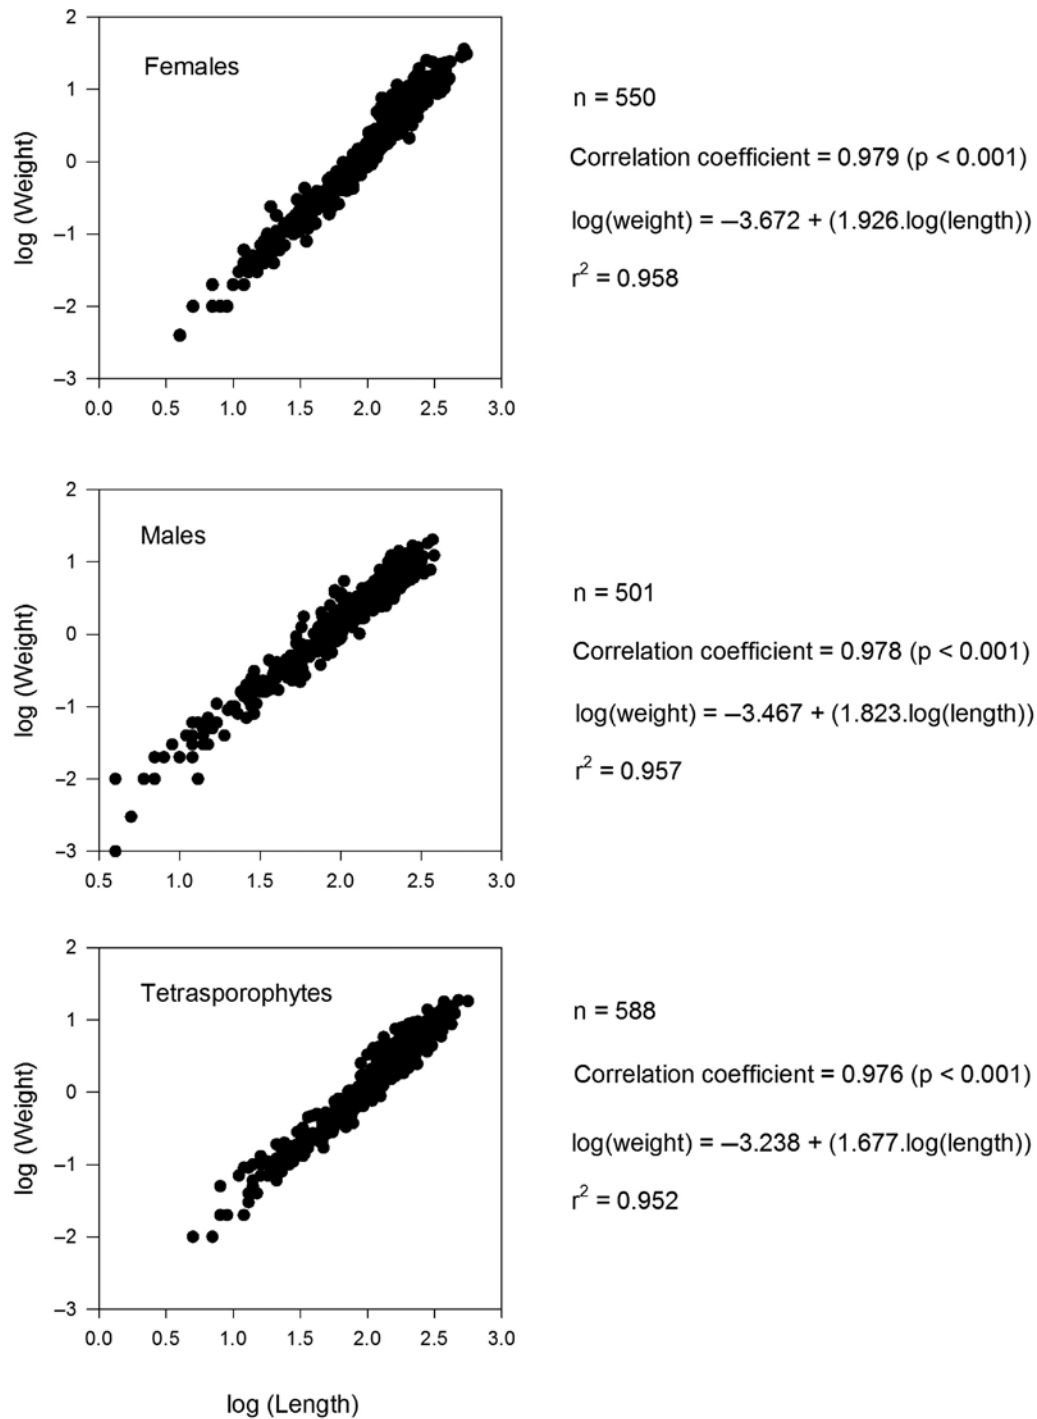 2
1
0
–1
–2
–3
log (Weight)
Females
0.0 0.5 1.0 1.5 2.0 2.5 3.0
n = 550
Correlation coefficient = 0.979 (p < 0.001)
log(weight) = –3.672 + (1.926.log(length))
r² = 0.958
2
1
0
–1
–2
–3
log (Weight)
Males
0.5 1.0 1.5 2.0 2.5 3.0
n = 501
Correlation coefficient = 0.978 (p < 0.001)
log(weight) = –3.467 + (1.823.log(length))
r² = 0.957
2
1
0
–1
–2
–3
log (Weight)
Tetrasporophytes
0.0 0.5 1.0 1.5 2.0 2.5 3.0
log (Length)
n = 588
Correlation coefficient = 0.976 (p < 0.001)
log(weight) = –3.238 + (1.677.log(length))
r² = 0.952